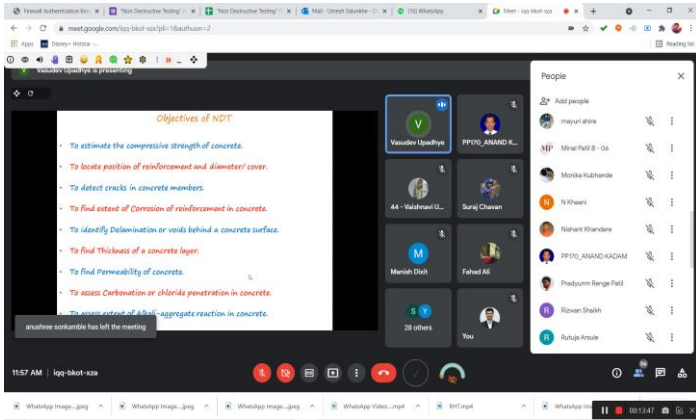 Firewall Authentication Key
"Non Destructive Testing"
"Non Destructive Testing"
Mail - Umesh Salunkhe - O
(16) WhatsApp
Meet - iqq-bkot-xza
meet.google.com/iqq-bkot-xza?pli=1&authuser=2
Apps
Disney+ Hotstar -...
Reading list
Vasudev Upadhye is presenting
Objectives of NDT
• To estimate the compressive strength of concrete.
• To locate position of reinforcement and diameter/ cover.
• To detect cracks in concrete members.
• To find extent of Corrosion of reinforcement in concrete.
• To identify Delamination or voids behind a concrete surface.
• To find Thickness of a concrete layer.
• To find Permeability of concrete.
• To assess Carbonation or chloride penetration in concrete.
• To assess extent of Alkali-aggregate reaction in concrete.
anushree sonkamble has left the meeting
V
Vasudev Upadhye
PP170_ANAND K...
44 - Vaishnavi U...
Suraj Chavan
M
Manish Dixit
Fahad Ali
S Y
28 others
You
People
Add people
mayuri ahire
MP Minal Patil B - Os
Monika Kubhande
N N Khaani
Nishant Khandare
PP170_ANAND KADAM
Pradyumn Renge Patil
R Rizwan Shaikh
R Rutuja Arsule
11:57 AM | iqq-bkot-xza
WhatsApp Image...jpeg
WhatsApp Image...jpeg
WhatsApp Image...jpeg
WhatsApp Video...mp4
RHT.mp4
WhatsApp Ima
00:13:47